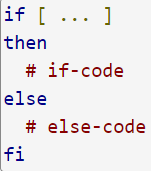 if [ ... ]
then
  # if-code
else
  # else-code
fi